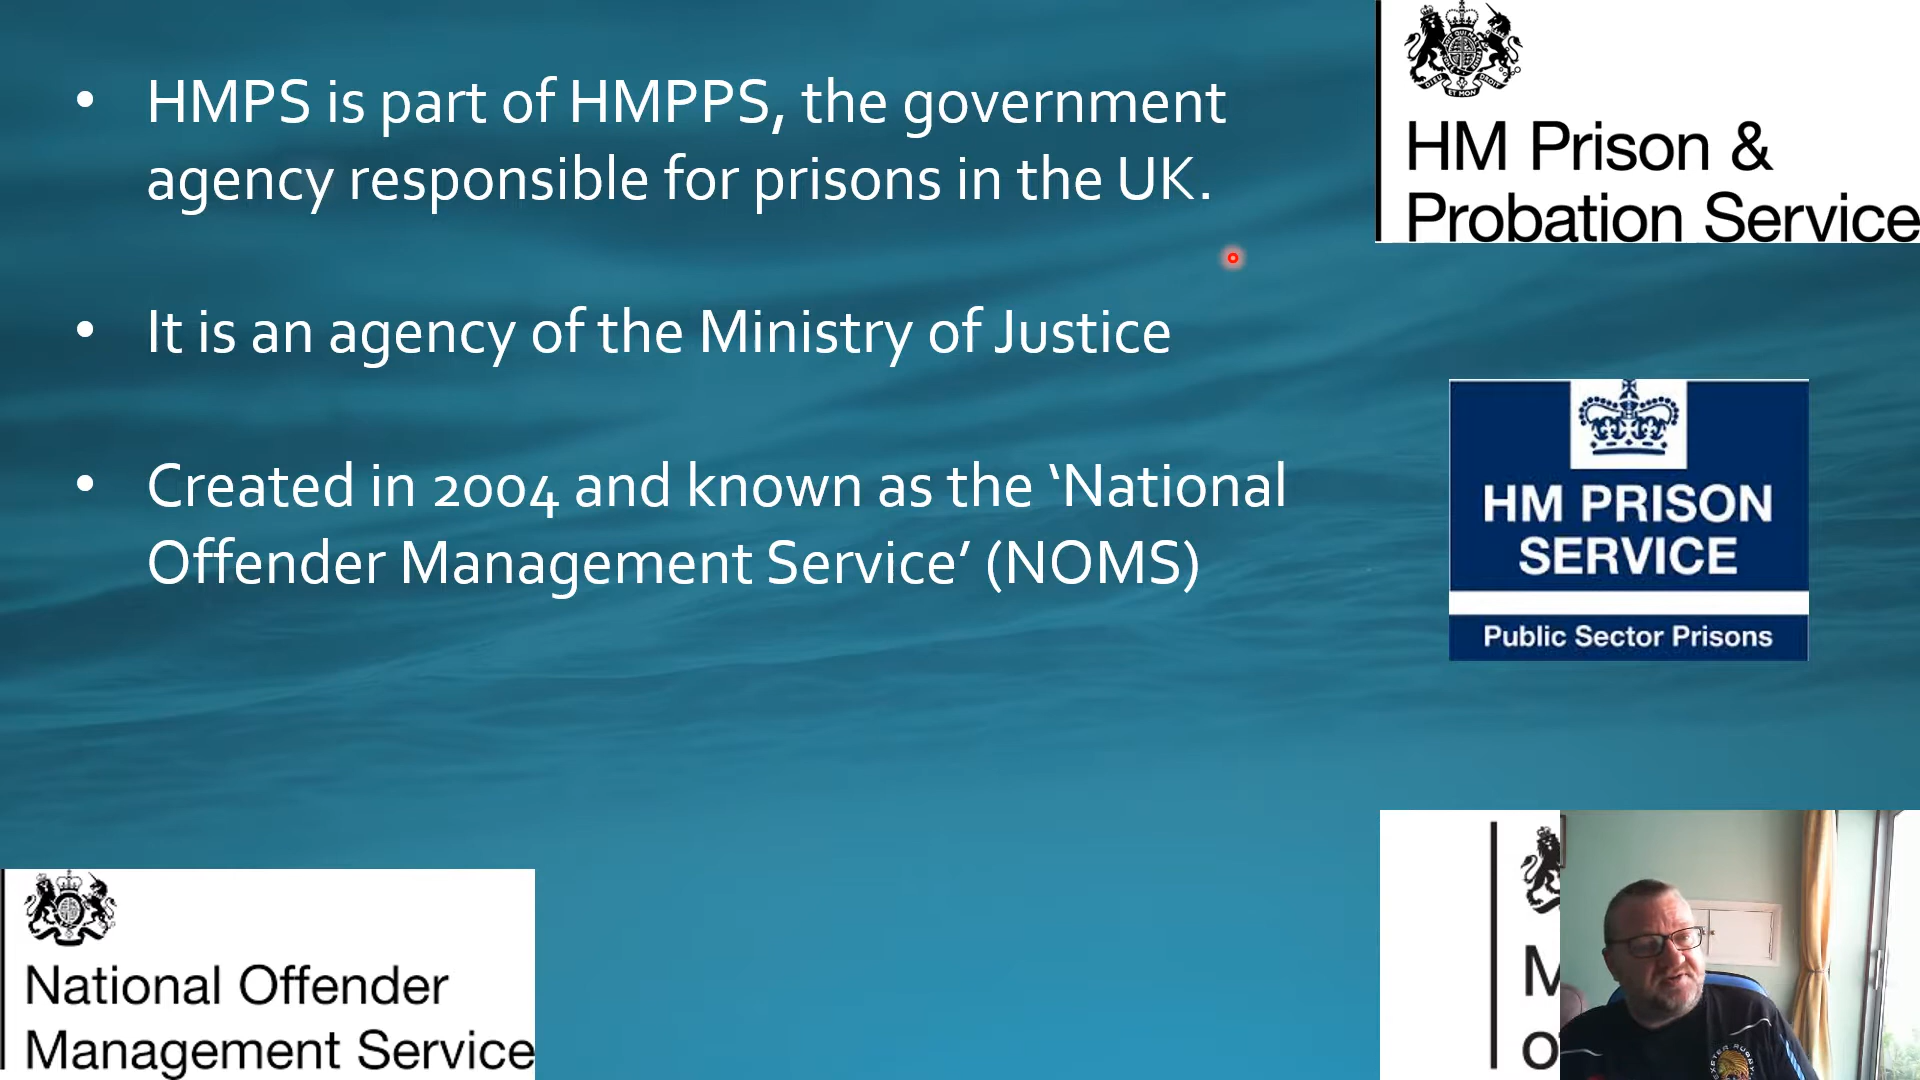 • HMPS is part of HMPPS, the government
agency responsible for prisons in the UK.
• It is an agency of the Ministry of Justice
• Created in 2004 and known as the ‘National
Offender Management Service’ (NOMS)
HM Prison &
Probation Service
HM PRISON
SERVICE
Public Sector Prisons
National Offender
Management Service
M
o